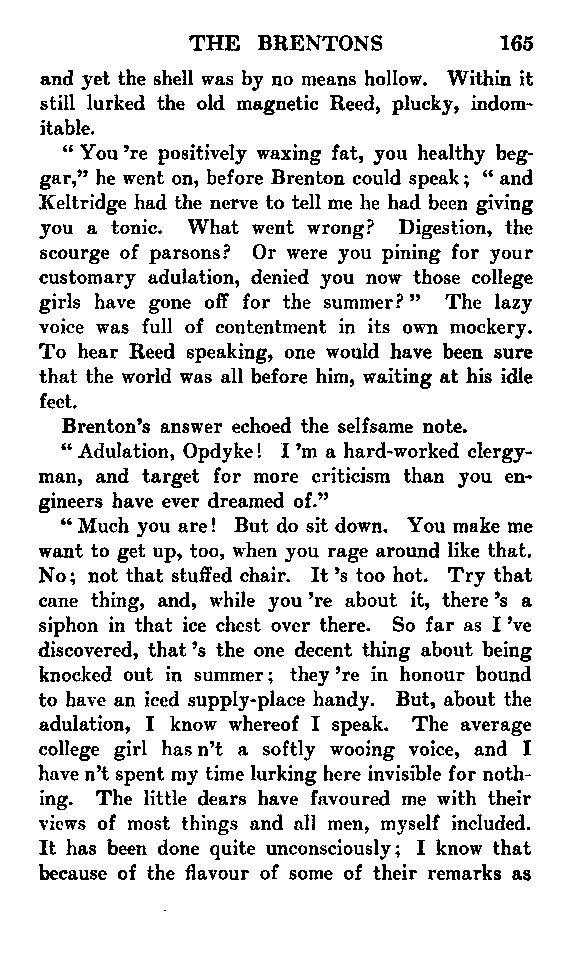 THE BRENTONS 165
and yet the shell was by no means hollow. Within it
still lurked the old magnetic Reed, plucky, indom-
itable.
“ You ’re positively waxing fat, you healthy beg-
gar,” he went on, before Brenton could speak; “ and
Keltridge had the nerve to tell me he had been giving
you a tonic. What went wrong? Digestion, the
scourge of parsons? Or were you pining for your
customary adulation, denied you now those college
girls have gone off for the summer? ” The lazy
voice was full of contentment in its own mockery.
To hear Reed speaking, one would have been sure
that the world was all before him, waiting at his idle
feet.
Brenton’s answer echoed the selfsame note.
“ Adulation, Opdyke! I ’m a hard-worked clergy-
man, and target for more criticism than you en-
gineers have ever dreamed of.”
“ Much you are! But do sit down. You make me
want to get up, too, when you rage around like that.
No; not that stuffed chair. It ’s too hot. Try that
cane thing, and, while you ’re about it, there ’s a
siphon in that ice chest over there. So far as I ’ve
discovered, that ’s the one decent thing about being
knocked out in summer; they ’re in honour bound
to have an iced supply-place handy. But, about the
adulation, I know whereof I speak. The average
college girl has n’t a softly wooing voice, and I
have n’t spent my time lurking here invisible for noth-
ing. The little dears have favoured me with their
views of most things and all men, myself included.
It has been done quite unconsciously; I know that
because of the flavour of some of their remarks as